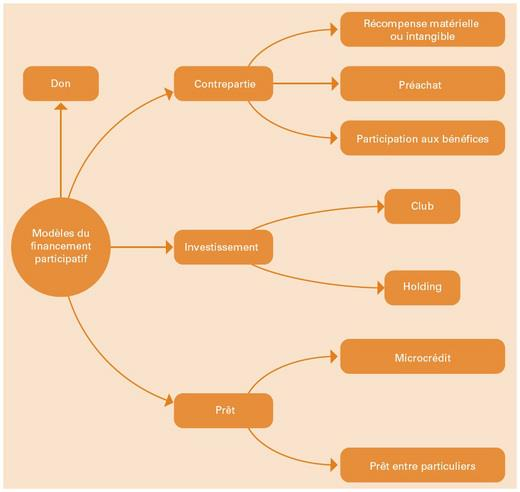 Récompense matérielle
ou intangible
Don
Contrepartie
Préachat
Participation aux bénéfices
Club
Modèles du
financement
participatif
Investissement
Holding
Microcrédit
Prêt
Prêt entre particuliers